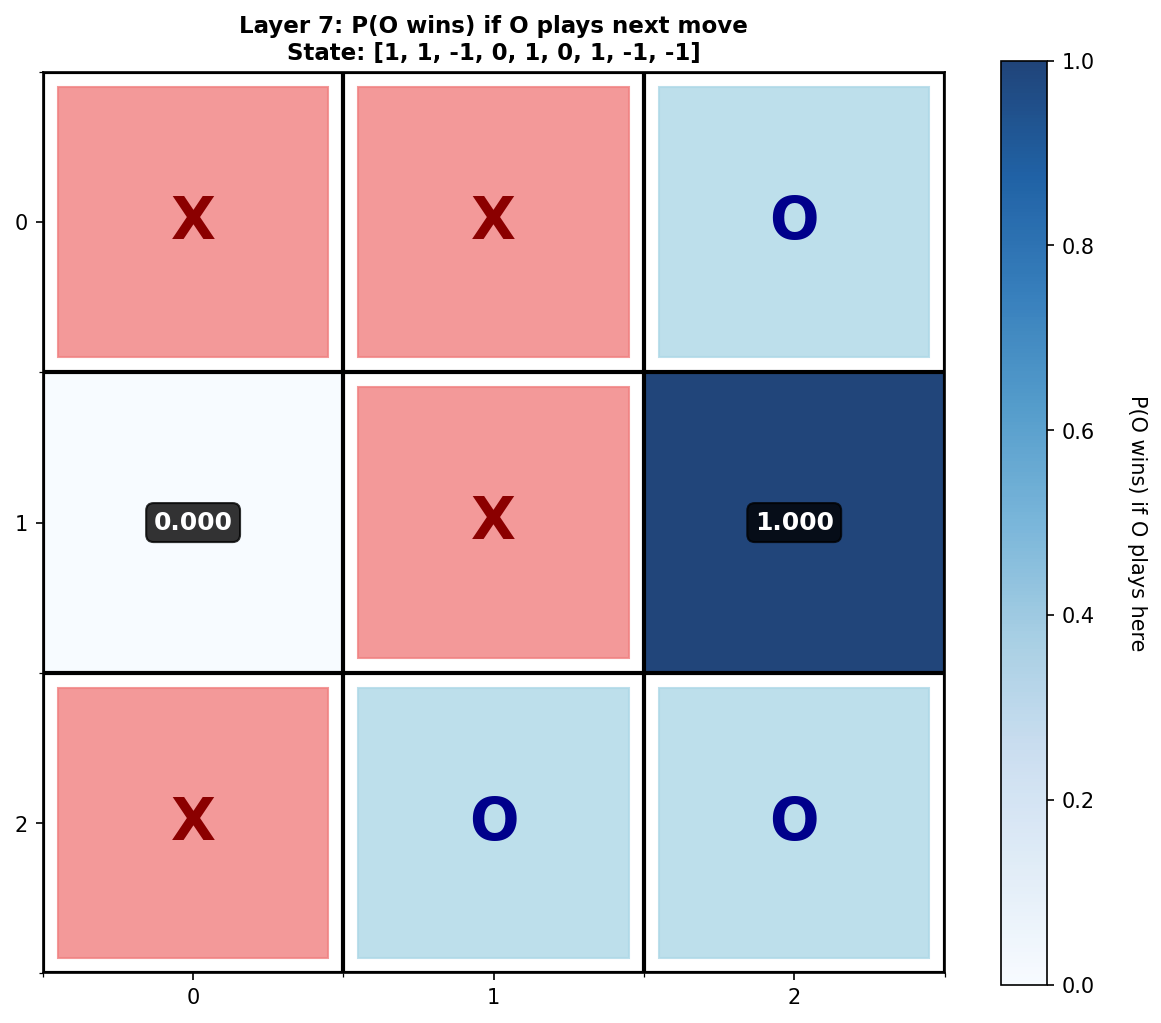 Layer 7: P(O wins) if O plays next move
State: [1, 1, -1, 0, 1, 0, 1, -1, -1]
0
X
X
O
1
0.000
X
1.000
2
X
O
O
0
1
2
1.0
0.8
0.6
0.4
0.2
0.0
P(O wins) if O plays here